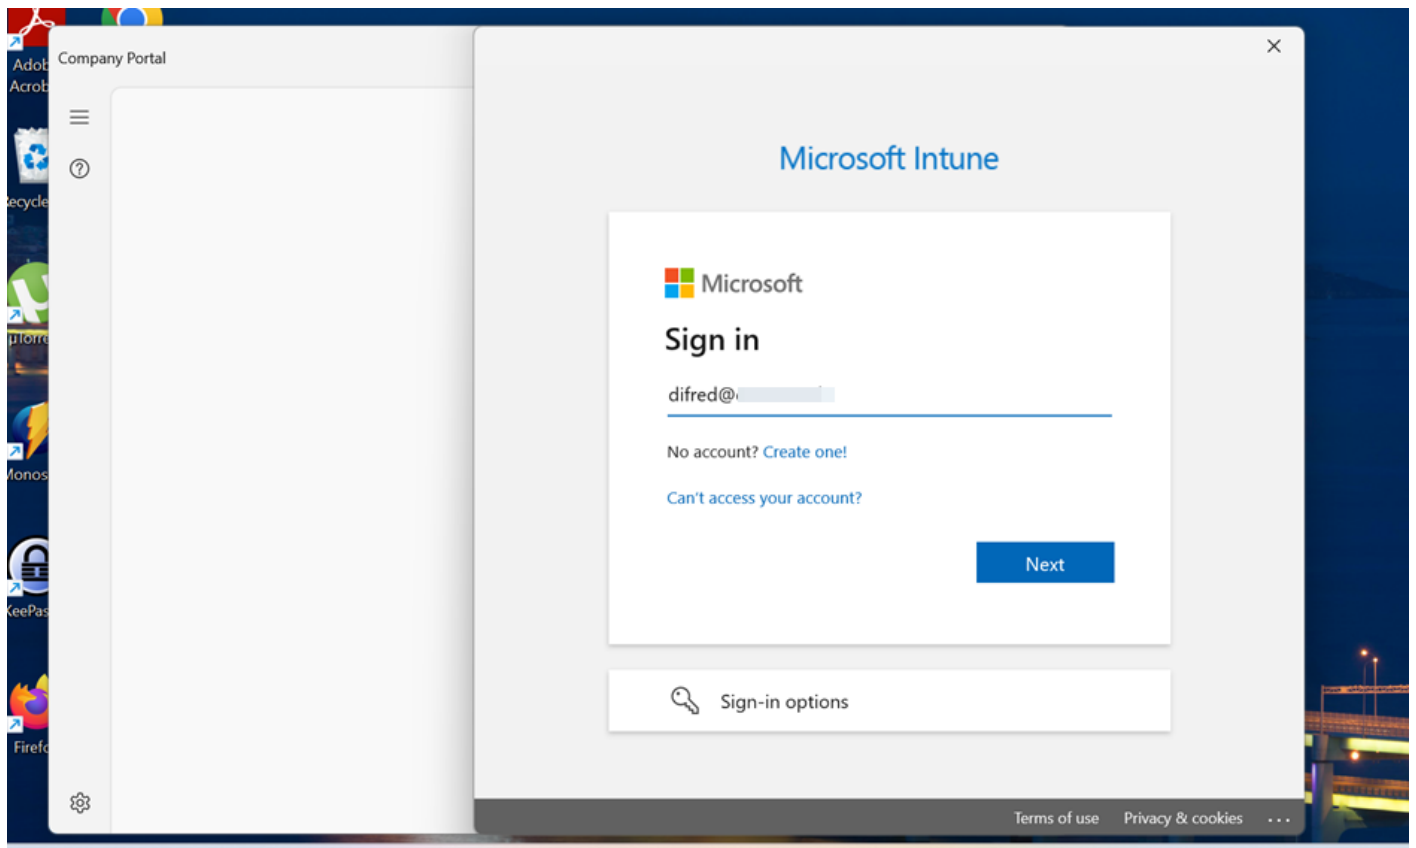 Company Portal
Microsoft Intune
Microsoft
Sign in
difred@
No account? Create one!
Can't access your account?
Next
Sign-in options
Terms of use Privacy & cookies ...
Adob
Acrob
ecycle
µTorre
Monos
KeePas
Firefo